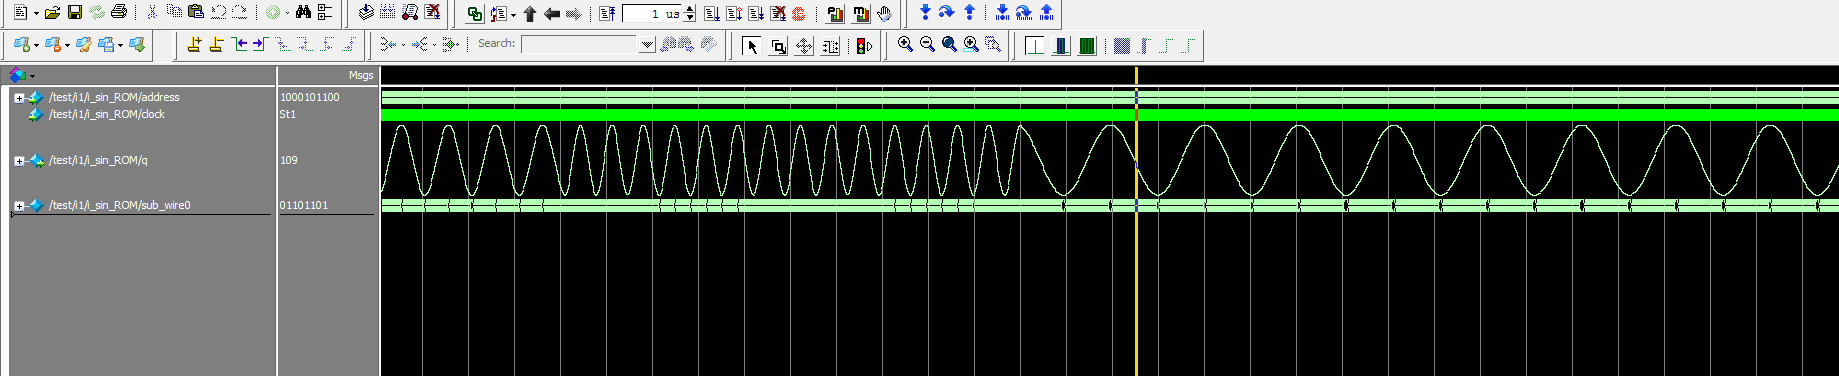 1 us
Search:
Msgs
/test/i1/i_sin_ROM/address 1000101100
/test/i1/i_sin_ROM/clock St1
/test/i1/i_sin_ROM/q 109
/test/i1/i_sin_ROM/sub_wire0 01101101